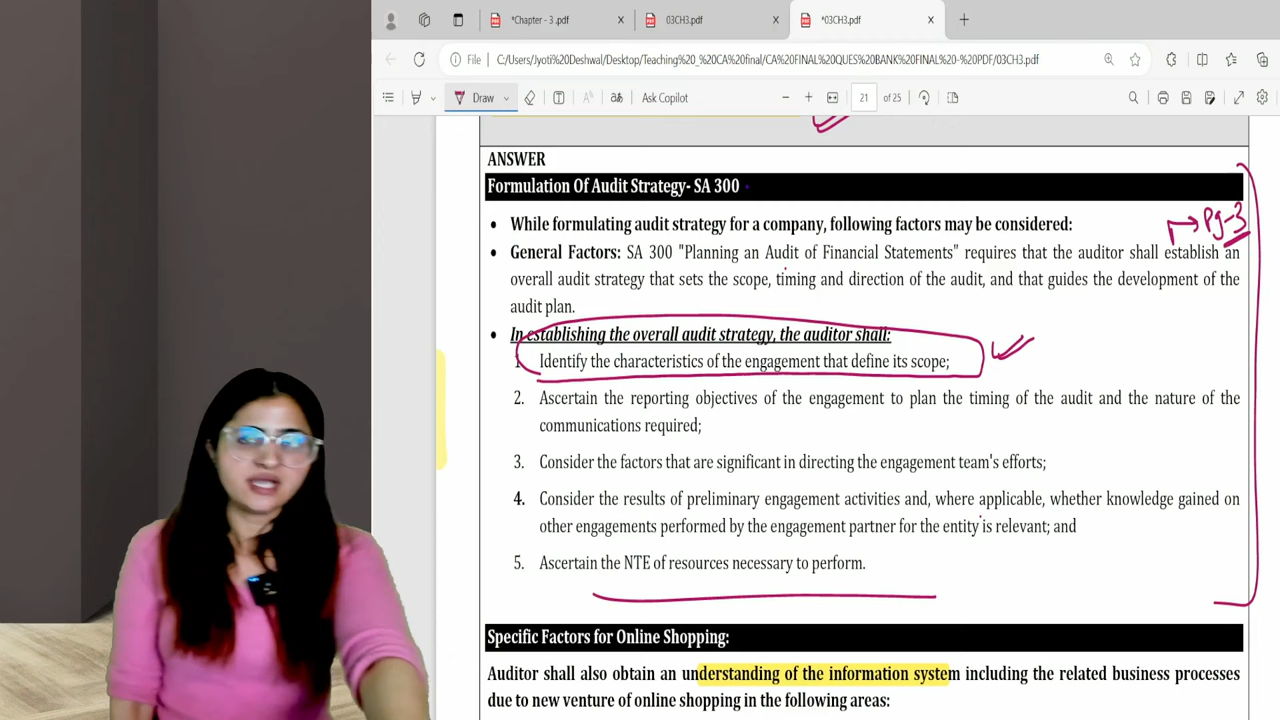 *Chapter - 3 .pdf
03CH3.pdf
*03CH3.pdf
File
C:/Users/Jyoti%20Deshwal/Desktop/Teaching%20_%20CA%20final/CA%20FINAL%20QUES%20BANK%20FINAL%20-%20PDF/03CH3.pdf
Draw
Ask Copilot
21
of 25
ANSWER
Formulation Of Audit Strategy- SA 300
• While formulating audit strategy for a company, following factors may be considered:
Pg-3
• General Factors: SA 300 "Planning an Audit of Financial Statements" requires that the auditor shall establish an
overall audit strategy that sets the scope, timing and direction of the audit, and that guides the development of the
audit plan.
• In establishing the overall audit strategy, the auditor shall:
1. Identify the characteristics of the engagement that define its scope;
2. Ascertain the reporting objectives of the engagement to plan the timing of the audit and the nature of the
communications required;
3. Consider the factors that are significant in directing the engagement team's efforts;
4. Consider the results of preliminary engagement activities and, where applicable, whether knowledge gained on
other engagements performed by the engagement partner for the entity is relevant; and
5. Ascertain the NTE of resources necessary to perform.
Specific Factors for Online Shopping:
Auditor shall also obtain an understanding of the information system including the related business processes
due to new venture of online shopping in the following areas: